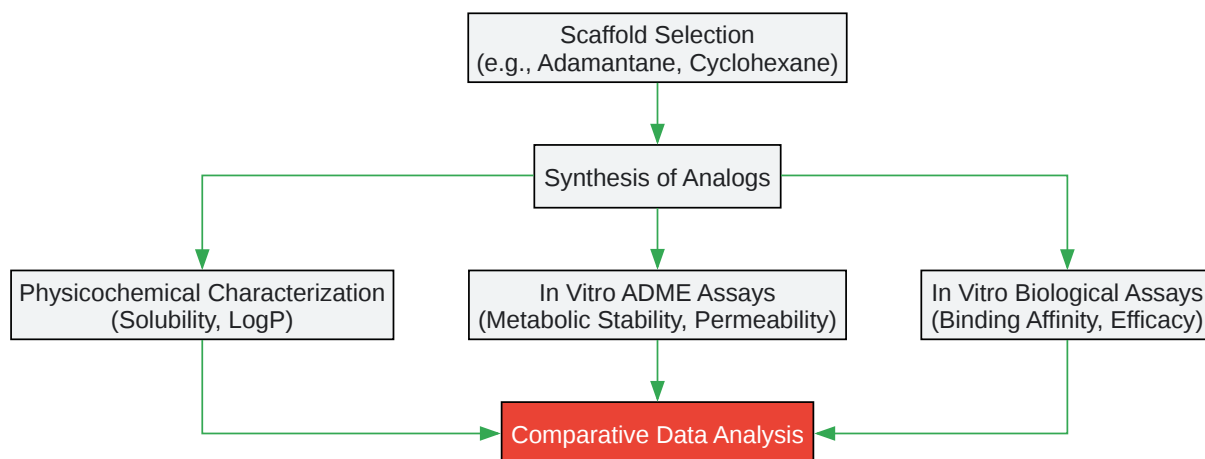 Scaffold Selection
(e.g., Adamantane, Cyclohexane)
Synthesis of Analogs
Physicochemical Characterization
(Solubility, LogP)
In Vitro ADME Assays
(Metabolic Stability, Permeability)
In Vitro Biological Assays
(Binding Affinity, Efficacy)
Comparative Data Analysis